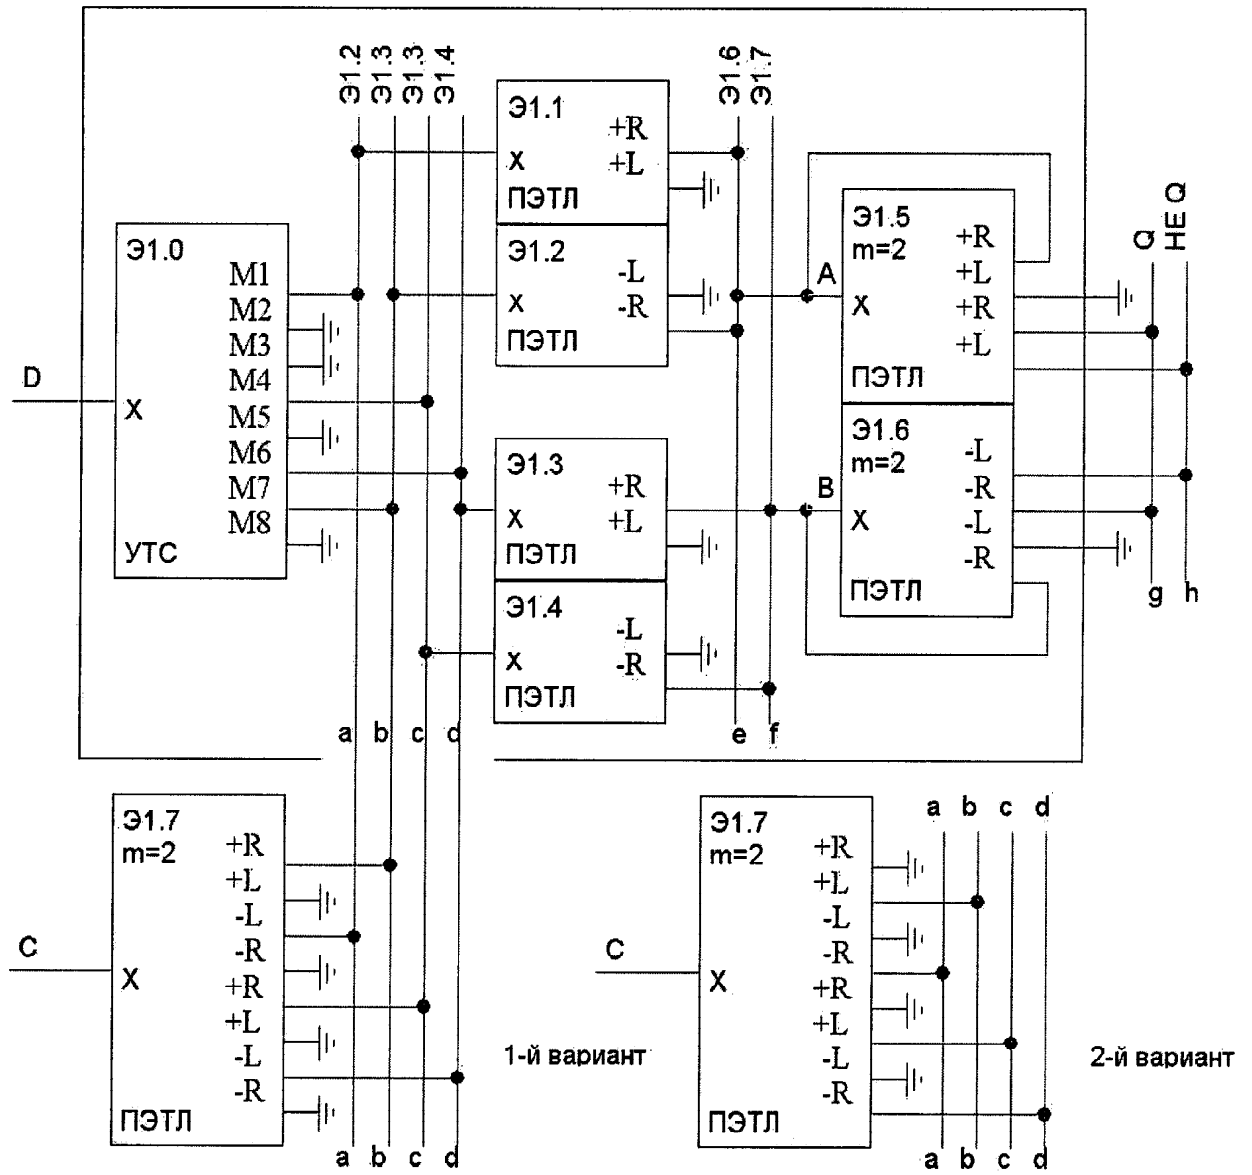 Э1.2
Э1.3
Э1.3
Э1.4
Э1.6
Э1.7
Э1.1
+R
+L
X
ПЭТЛ
Э1.2
-L
-R
X
ПЭТЛ
Э1.0
M1
M2
M3
M4
M5
M6
M7
M8
D
X
УТС
Э1.3
+R
+L
X
ПЭТЛ
Э1.4
-L
-R
X
ПЭТЛ
A
Э1.5
m=2
+R
+L
+R
+L
X
ПЭТЛ
B
Э1.6
m=2
-L
-R
-L
-R
X
ПЭТЛ
Q
НЕ Q
g h
a b c d
e f
Э1.7
m=2
+R
+L
-L
-R
+R
+L
-L
-R
C
X
ПЭТЛ
a b c d
1-й вариант
Э1.7
m=2
+R
+L
-L
-R
+R
+L
-L
-R
C
X
ПЭТЛ
a b c d
a b c d
2-й вариант